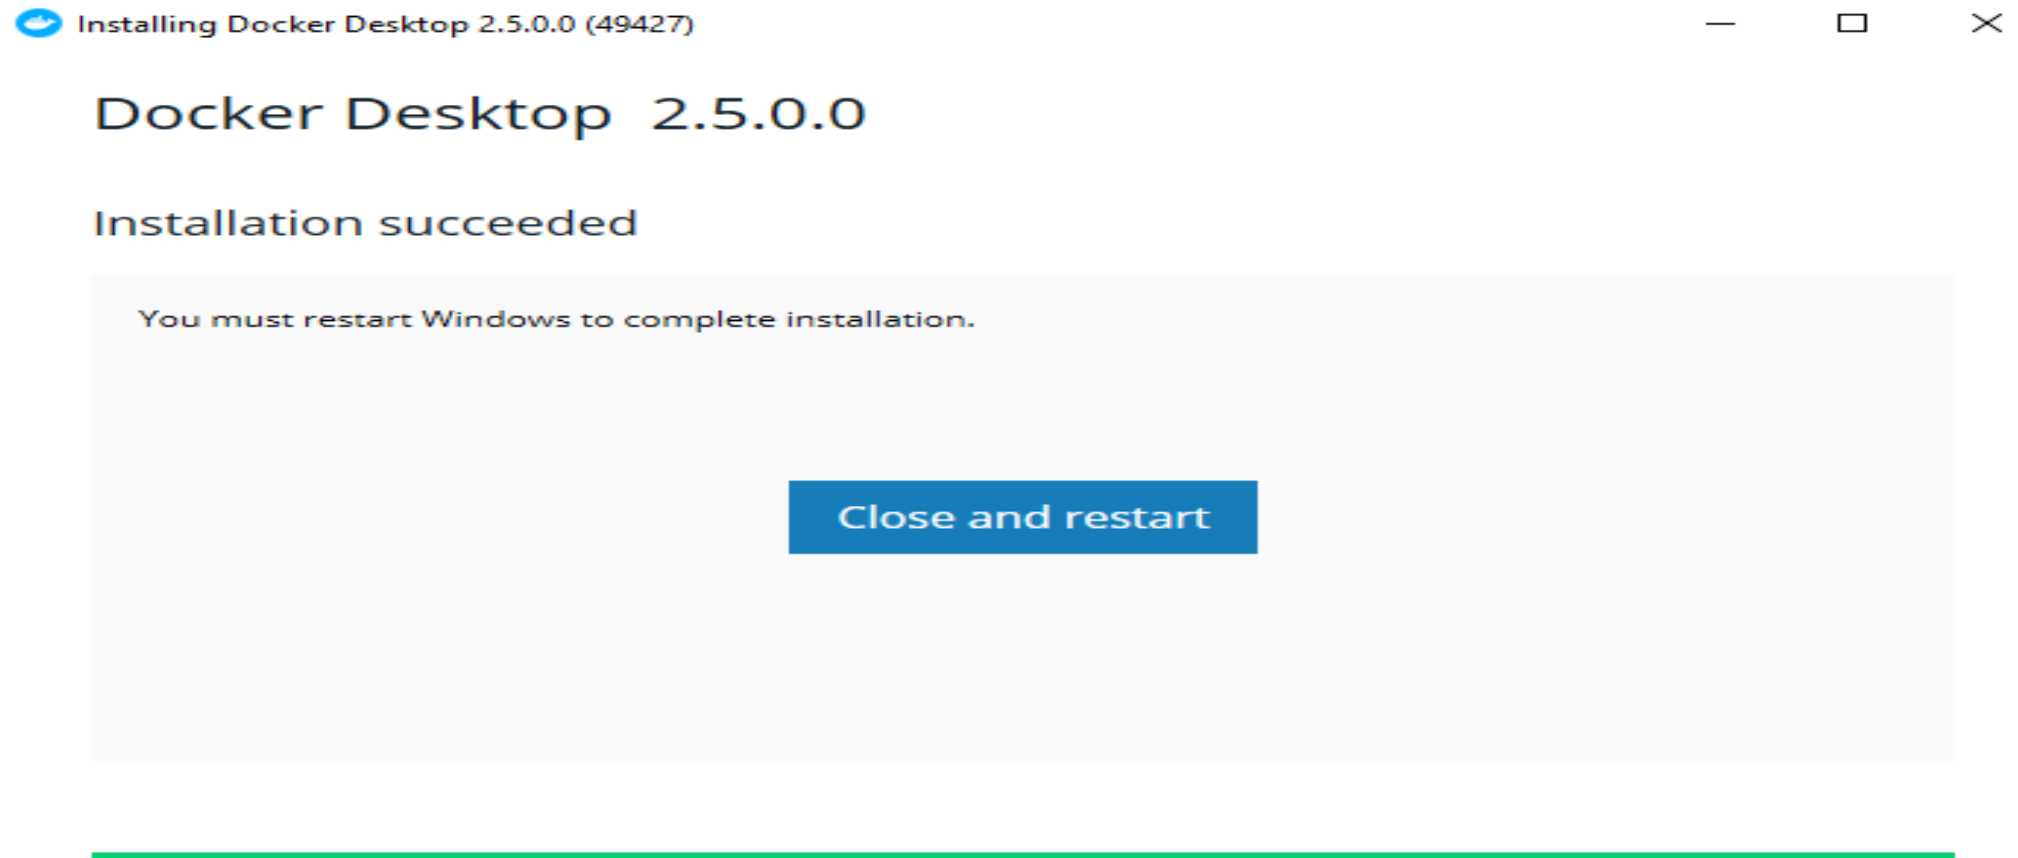 Installing Docker Desktop 2.5.0.0 (49427)
Docker Desktop 2.5.0.0
Installation succeeded
You must restart Windows to complete installation.
Close and restart